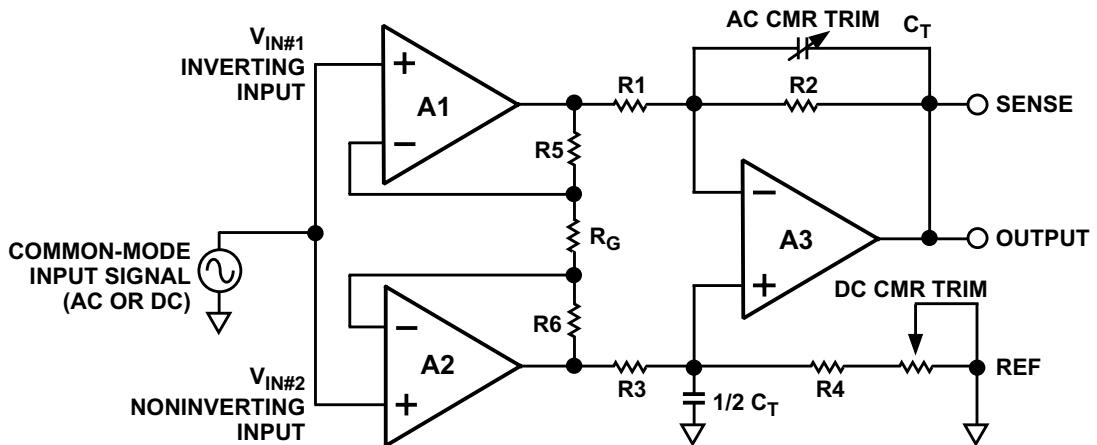 V_IN#1
INVERTING
INPUT
+
A1
−
R5
R_G
R6
COMMON-MODE
INPUT SIGNAL
(AC OR DC)
−
A2
+
V_IN#2
NONINVERTING
INPUT
R1
AC CMR TRIM
C_T
R2
SENSE
−
A3
+
OUTPUT
DC CMR TRIM
R3
1/2 C_T
R4
REF